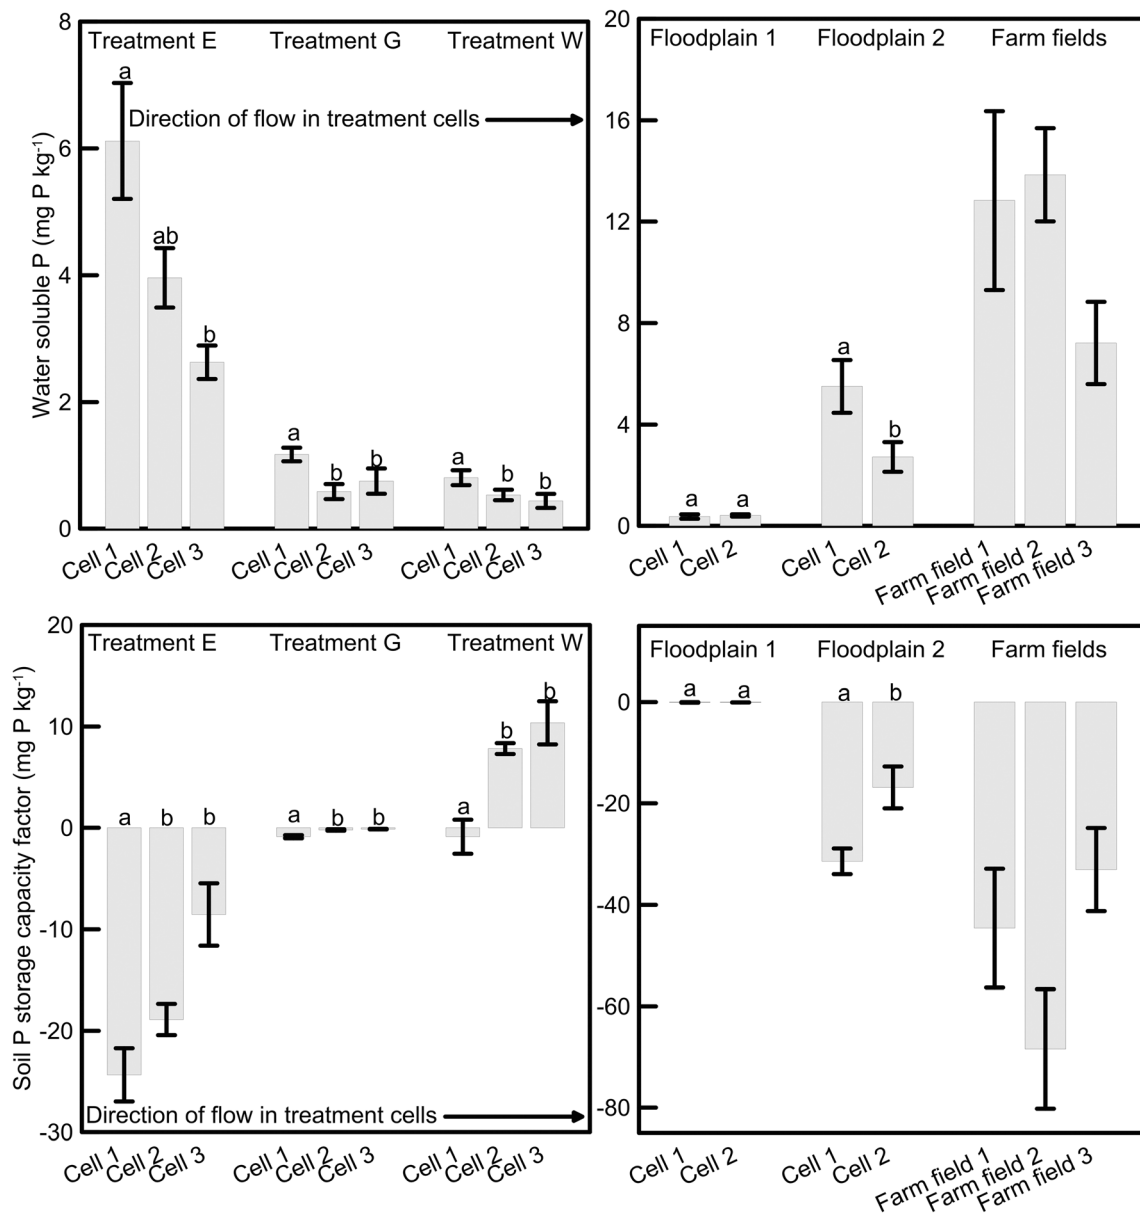 8
6
4
2
0
Water soluble P (mg P kg⁻¹)
Treatment E Treatment G Treatment W
Direction of flow in treatment cells
a ab b
a b b
a b b
Cell 1 Cell 2 Cell 3 Cell 1 Cell 2 Cell 3 Cell 1 Cell 2 Cell 3
20
16
12
8
4
0
Floodplain 1 Floodplain 2 Farm fields
a a
a b
Cell 1 Cell 2 Cell 1 Cell 2 Farm field 1 Farm field 2 Farm field 3
20
10
0
-10
-20
-30
Soil P storage capacity factor (mg P kg⁻¹)
Treatment E Treatment G Treatment W
a b b
a b b
a b b
Direction of flow in treatment cells
Cell 1 Cell 2 Cell 3 Cell 1 Cell 2 Cell 3 Cell 1 Cell 2 Cell 3
0
-20
-40
-60
-80
Floodplain 1 Floodplain 2 Farm fields
a a
a b
Cell 1 Cell 2 Cell 1 Cell 2 Farm field 1 Farm field 2 Farm field 3